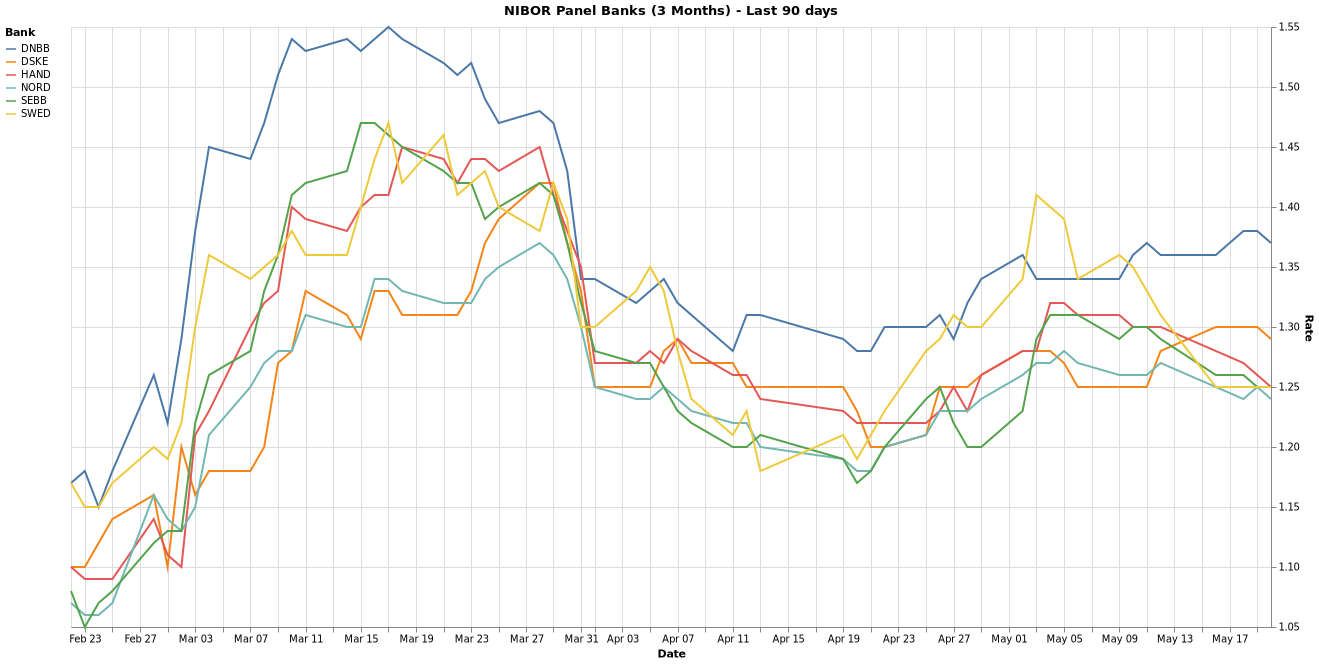 NIBOR Panel Banks (3 Months) - Last 90 days
Bank
DNBB
DSKE
HAND
NORD
SEBB
SWED
1.55
1.50
1.45
1.40
1.35
1.30
1.25
1.20
1.15
1.10
1.05
Rate
Feb 23 Feb 27 Mar 03 Mar 07 Mar 11 Mar 15 Mar 19 Mar 23 Mar 27 Mar 31 Apr 03 Apr 07 Apr 11 Apr 15 Apr 19 Apr 23 Apr 27 May 01 May 05 May 09 May 13 May 17
Date